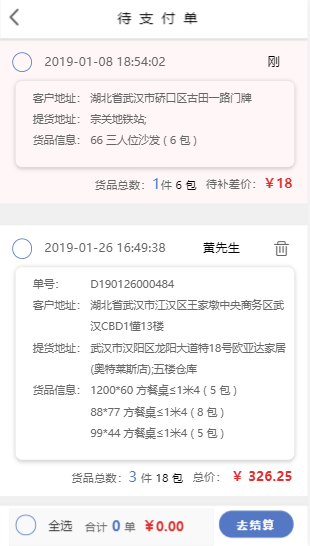 待支付单
2019-01-08 18:54:02 刚
客户地址: 湖北省武汉市硚口区古田一路门牌
提货地址: 宗关地铁站;
货品信息: 66 三人位沙发 ( 6 包 )
货品总数: 1件 6 包 待补差价: ￥18
2019-01-26 16:49:38 黄先生
单号: D190126000484
客户地址: 湖北省武汉市江汉区王家墩中央商务区武
汉CBD1幢13楼
提货地址: 武汉市汉阳区龙阳大道特18号欧亚达家居
(奥特莱斯店);五楼仓库
货品信息: 1200*60 方餐桌≤1米4 ( 5 包 )
88*77 方餐桌≤1米4 ( 8 包 )
99*44 方餐桌≤1米4 ( 5 包 )
货品总数: 3 件 18 包 总价: ￥ 326.25
全选 合计 0 单 ￥0.00 去结算